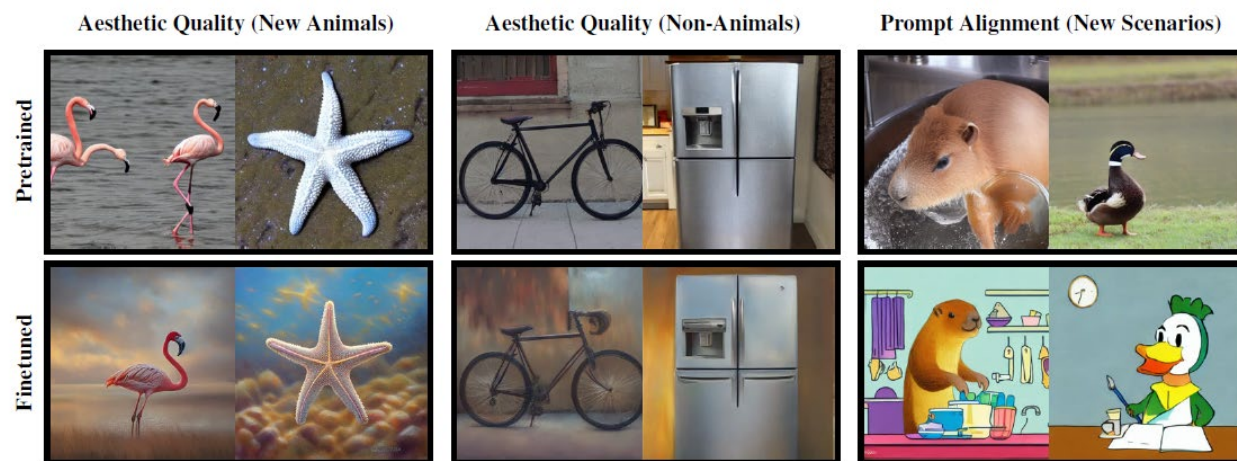 Aesthetic Quality (New Animals)
Aesthetic Quality (Non-Animals)
Prompt Alignment (New Scenarios)
Pretrained
Finetuned